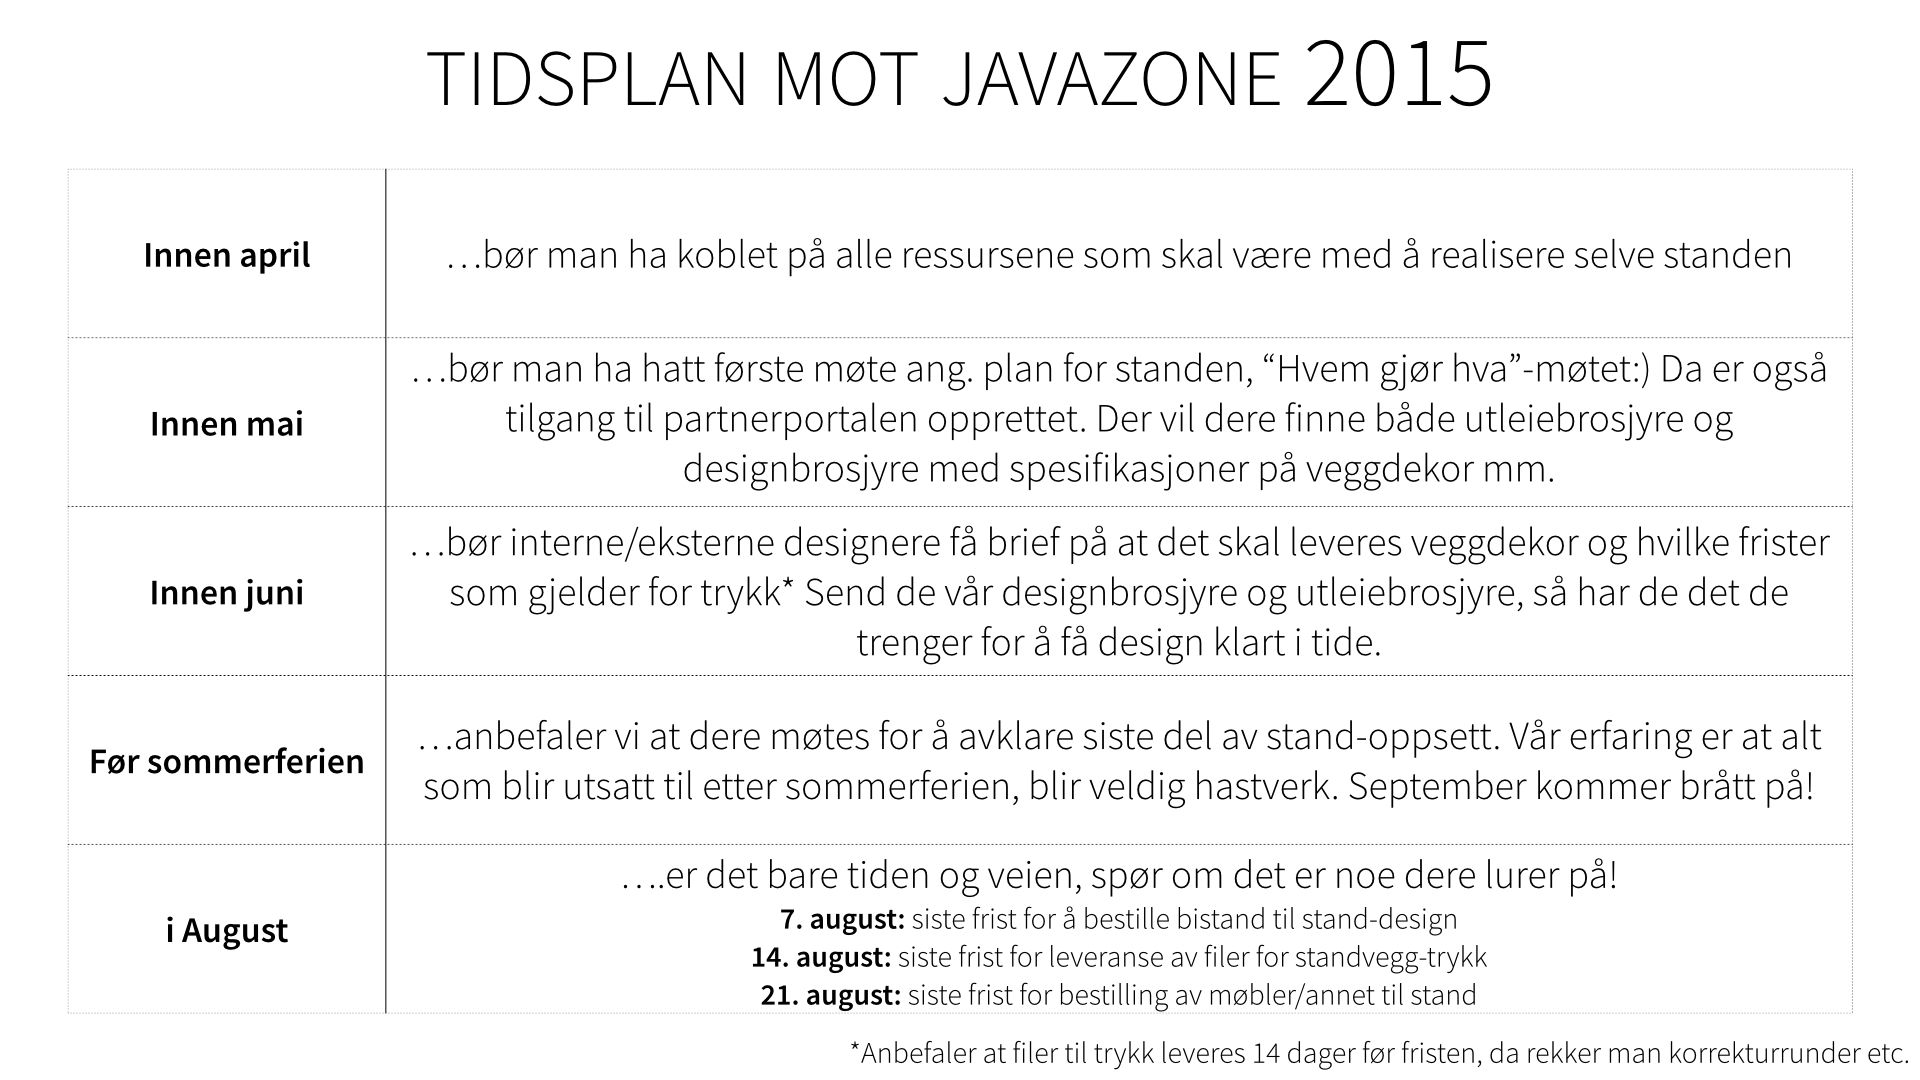 TIDSPLAN MOT JAVAZONE 2015
Innen april
…bør man ha koblet på alle ressursene som skal være med å realisere selve standen
Innen mai
…bør man ha hatt første møte ang. plan for standen, “Hvem gjør hva”-møtet:) Da er også
tilgang til partnerportalen opprettet. Der vil dere finne både utleiebrosjyre og
designbrosjyre med spesifikasjoner på veggdekor mm.
Innen juni
…bør interne/eksterne designere få brief på at det skal leveres veggdekor og hvilke frister
som gjelder for trykk* Send de vår designbrosjyre og utleiebrosjyre, så har de det de
trenger for å få design klart i tide.
Før sommerferien
…anbefaler vi at dere møtes for å avklare siste del av stand-oppsett. Vår erfaring er at alt
som blir utsatt til etter sommerferien, blir veldig hastverk. September kommer brått på!
i August
….er det bare tiden og veien, spør om det er noe dere lurer på!
7. august: siste frist for å bestille bistand til stand-design
14. august: siste frist for leveranse av filer for standvegg-trykk
21. august: siste frist for bestilling av møbler/annet til stand
*Anbefaler at filer til trykk leveres 14 dager før fristen, da rekker man korrekturrunder etc.